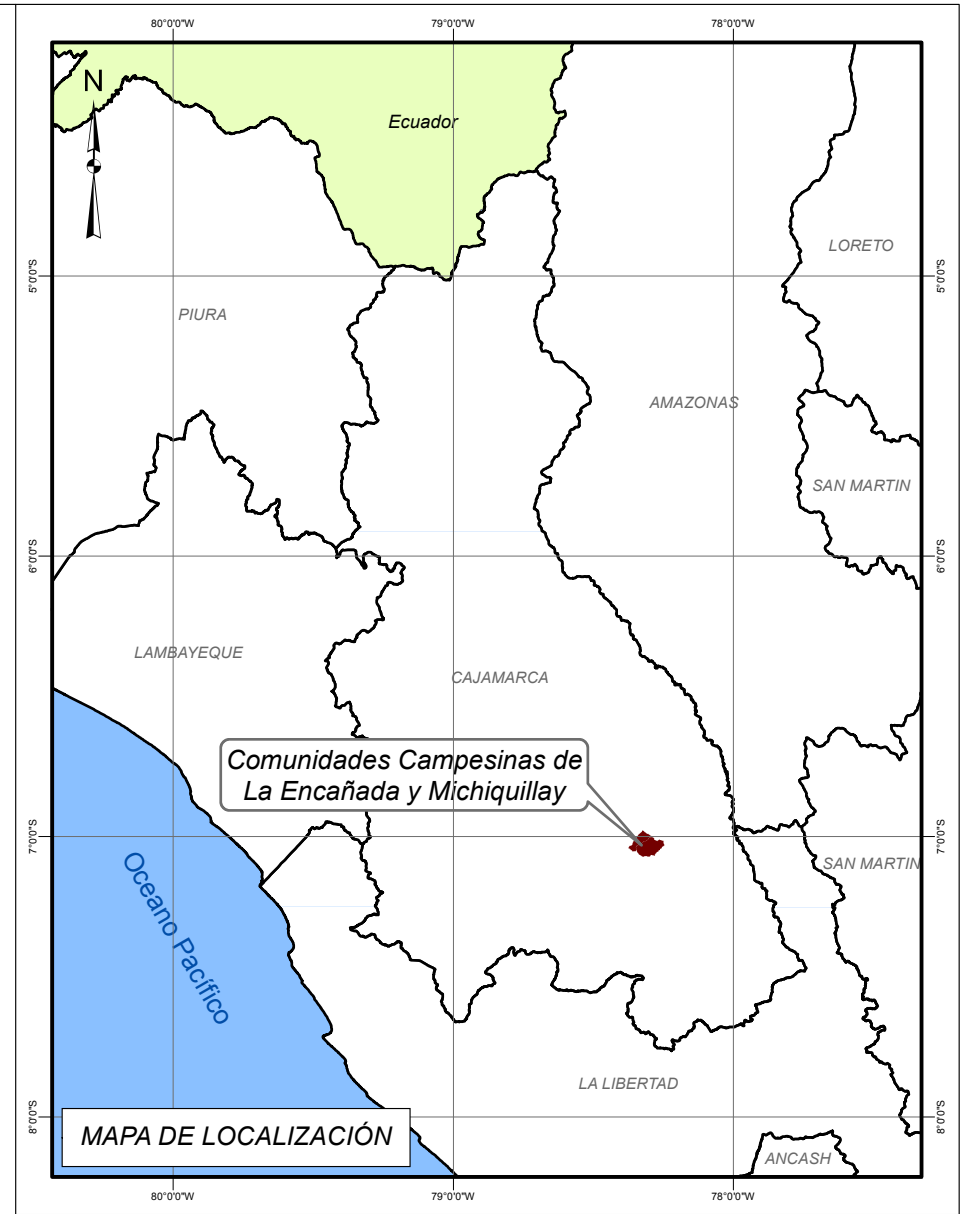 80°0'0"W
79°0'0"W
78°0'0"W
N
Ecuador
LORETO
5°0'0"S
5°0'0"S
PIURA
AMAZONAS
SAN MARTIN
6°0'0"S
6°0'0"S
LAMBAYEQUE
CAJAMARCA
Comunidades Campesinas de
La Encañada y Michiquillay
7°0'0"S
7°0'0"S
SAN MARTIN
Oceano Pacífico
LA LIBERTAD
8°0'0"S
8°0'0"S
MAPA DE LOCALIZACIÓN
ANCASH
80°0'0"W
79°0'0"W
78°0'0"W